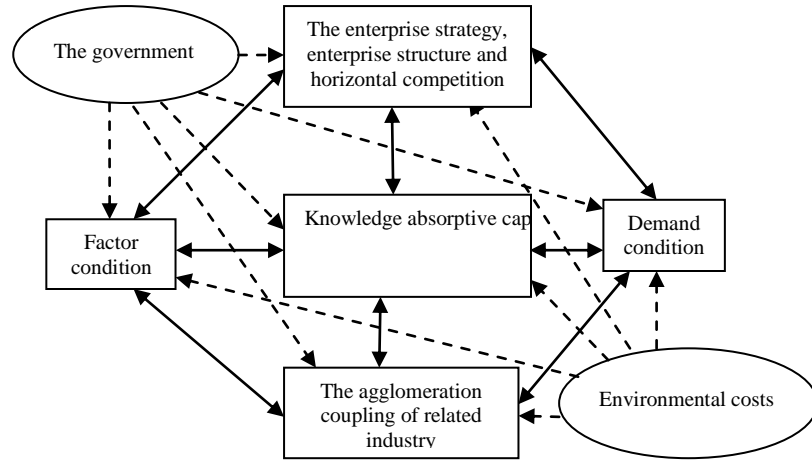 The government
The enterprise strategy,
enterprise structure and
horizontal competition
Knowledge absorptive cap
Factor
condition
Demand
condition
The agglomeration
coupling of related
industry
Environmental costs